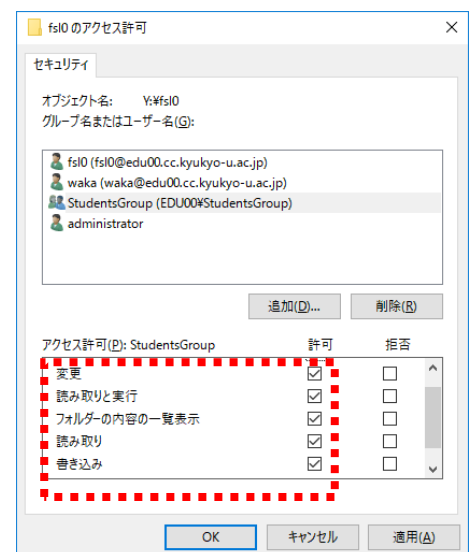 fsl0 のアクセス許可
セキュリティ
オブジェクト名: Y:¥fsl0
グループ名またはユーザー名(G):
fsl0 (fsl0@edu00.cc.kyukyo-u.ac.jp)
waka (waka@edu00.cc.kyukyo-u.ac.jp)
StudentsGroup (EDU00¥StudentsGroup)
administrator
追加(D)... 削除(R)
アクセス許可(P): StudentsGroup 許可 拒否
変更
読み取りと実行
フォルダーの内容の一覧表示
読み取り
書き込み
OK キャンセル 適用(A)